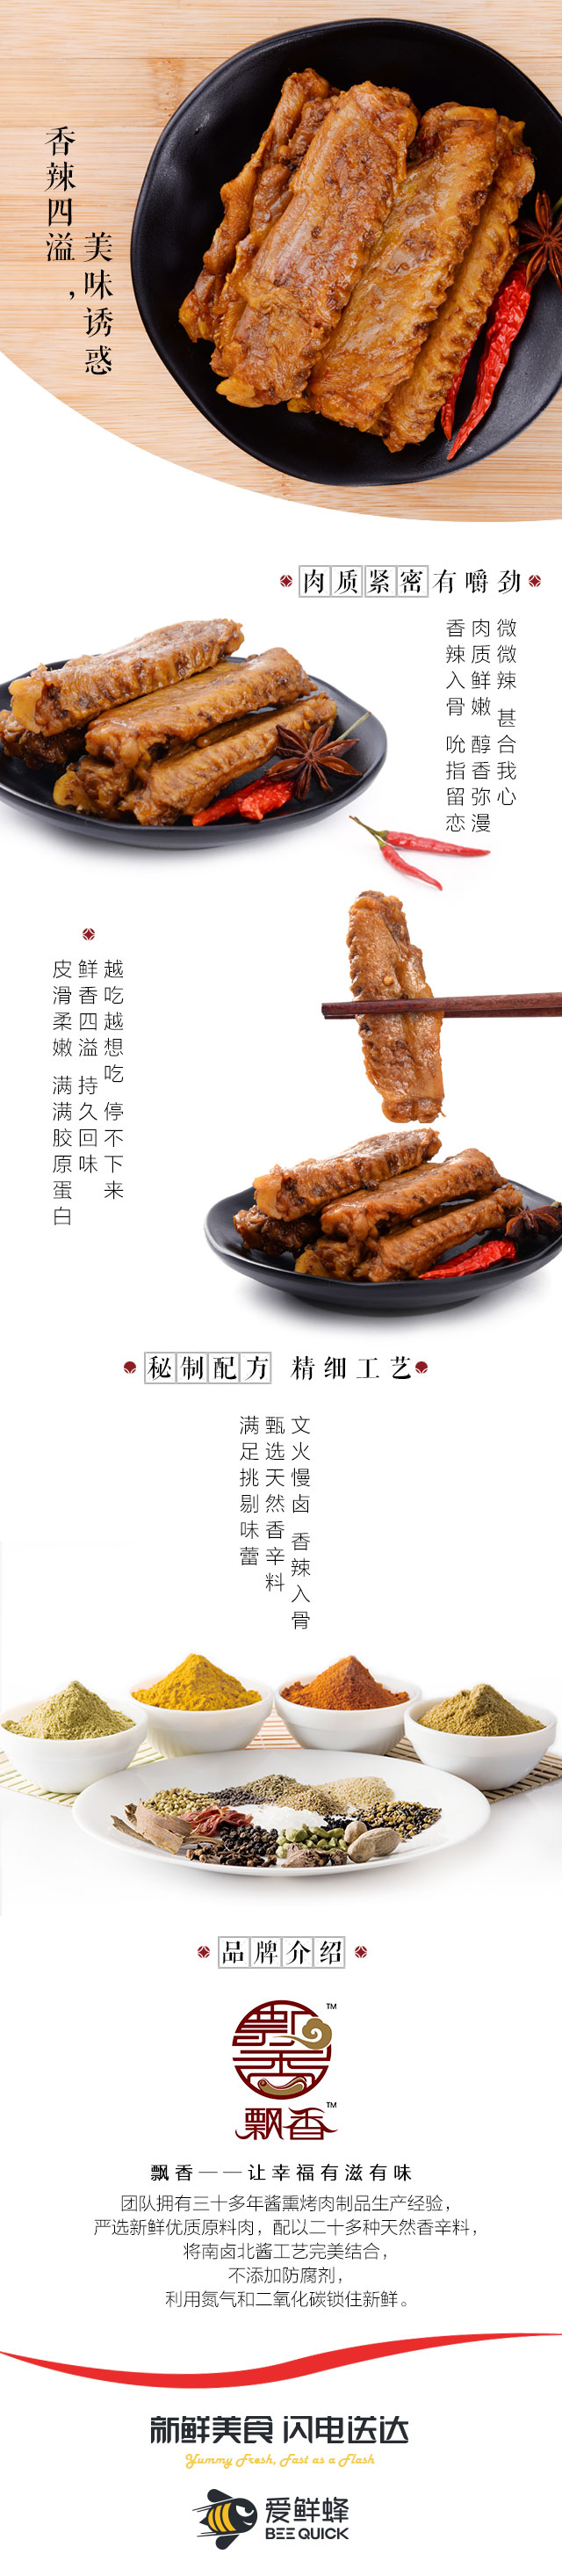 香辣四溢，
美味诱惑
肉质紧密有嚼劲
微微辣 甚合我心
肉质鲜嫩 醇香弥漫
香辣入骨 吮指留恋
越吃越想吃 停不下来
鲜香四溢 持久回味
皮滑柔嫩 满满胶原蛋白
秘制配方 精细工艺
文火慢卤 香辣入骨
甄选天然香辛料
满足挑剔味蕾
品牌介绍
飘香
TM
飘香
TM
飘香——让幸福有滋有味
团队拥有三十多年酱熏烤肉制品生产经验，
严选新鲜优质原料肉，配以二十多种天然香辛料，
将南卤北酱工艺完美结合，
不添加防腐剂，
利用氮气和二氧化碳锁住新鲜。
新鲜美食 闪电送达
Yummy Fresh, Fast as a Flash
爱鲜蜂
BEE QUICK